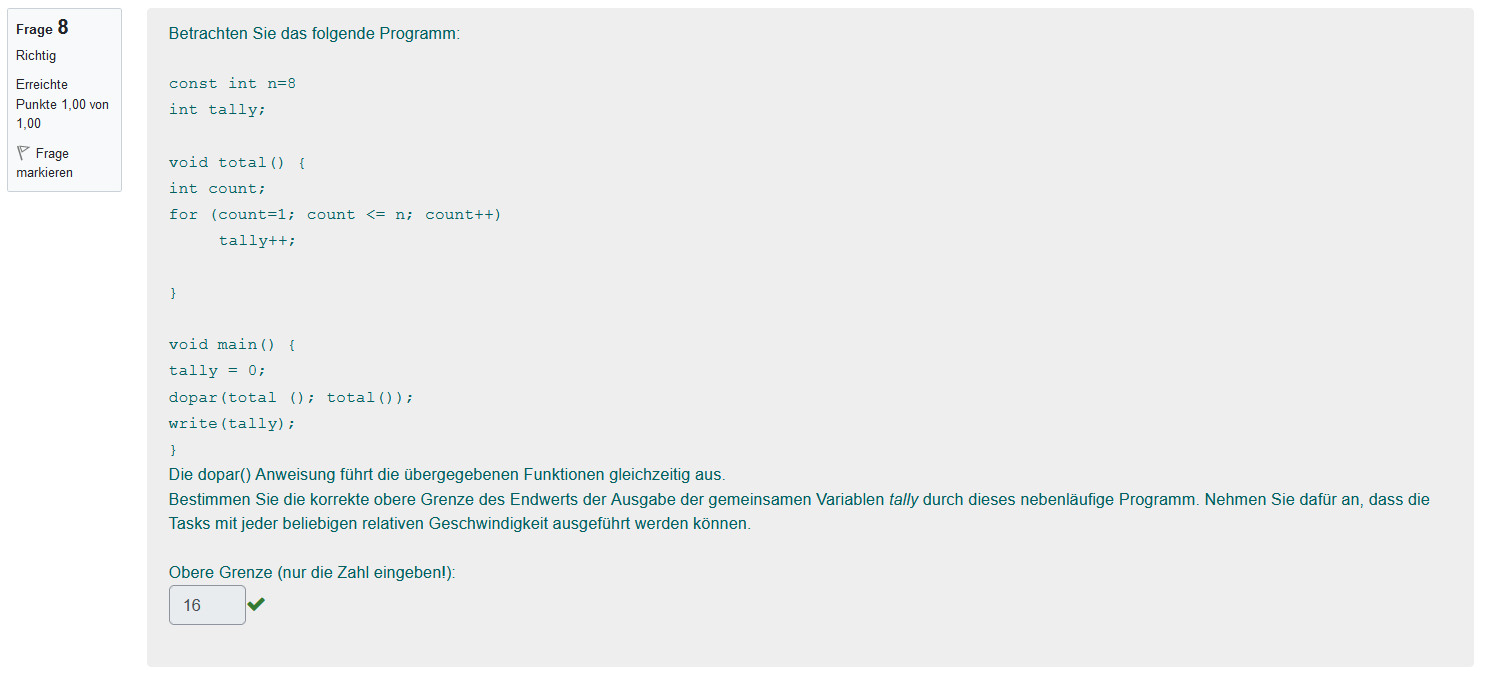 Frage 8
Richtig
Erreichte
Punkte 1,00 von
1,00
Frage
markieren
Betrachten Sie das folgende Programm:
const int n=8
int tally;
void total() {
int count;
for (count=1; count <= n; count++)
tally++;
}
void main() {
tally = 0;
dopar(total (); total());
write(tally);
}
Die dopar() Anweisung führt die übergegebenen Funktionen gleichzeitig aus.
Bestimmen Sie die korrekte obere Grenze des Endwerts der Ausgabe der gemeinsamen Variablen tally durch dieses nebenläufige Programm. Nehmen Sie dafür an, dass die
Tasks mit jeder beliebigen relativen Geschwindigkeit ausgeführt werden können.
Obere Grenze (nur die Zahl eingeben!):
16